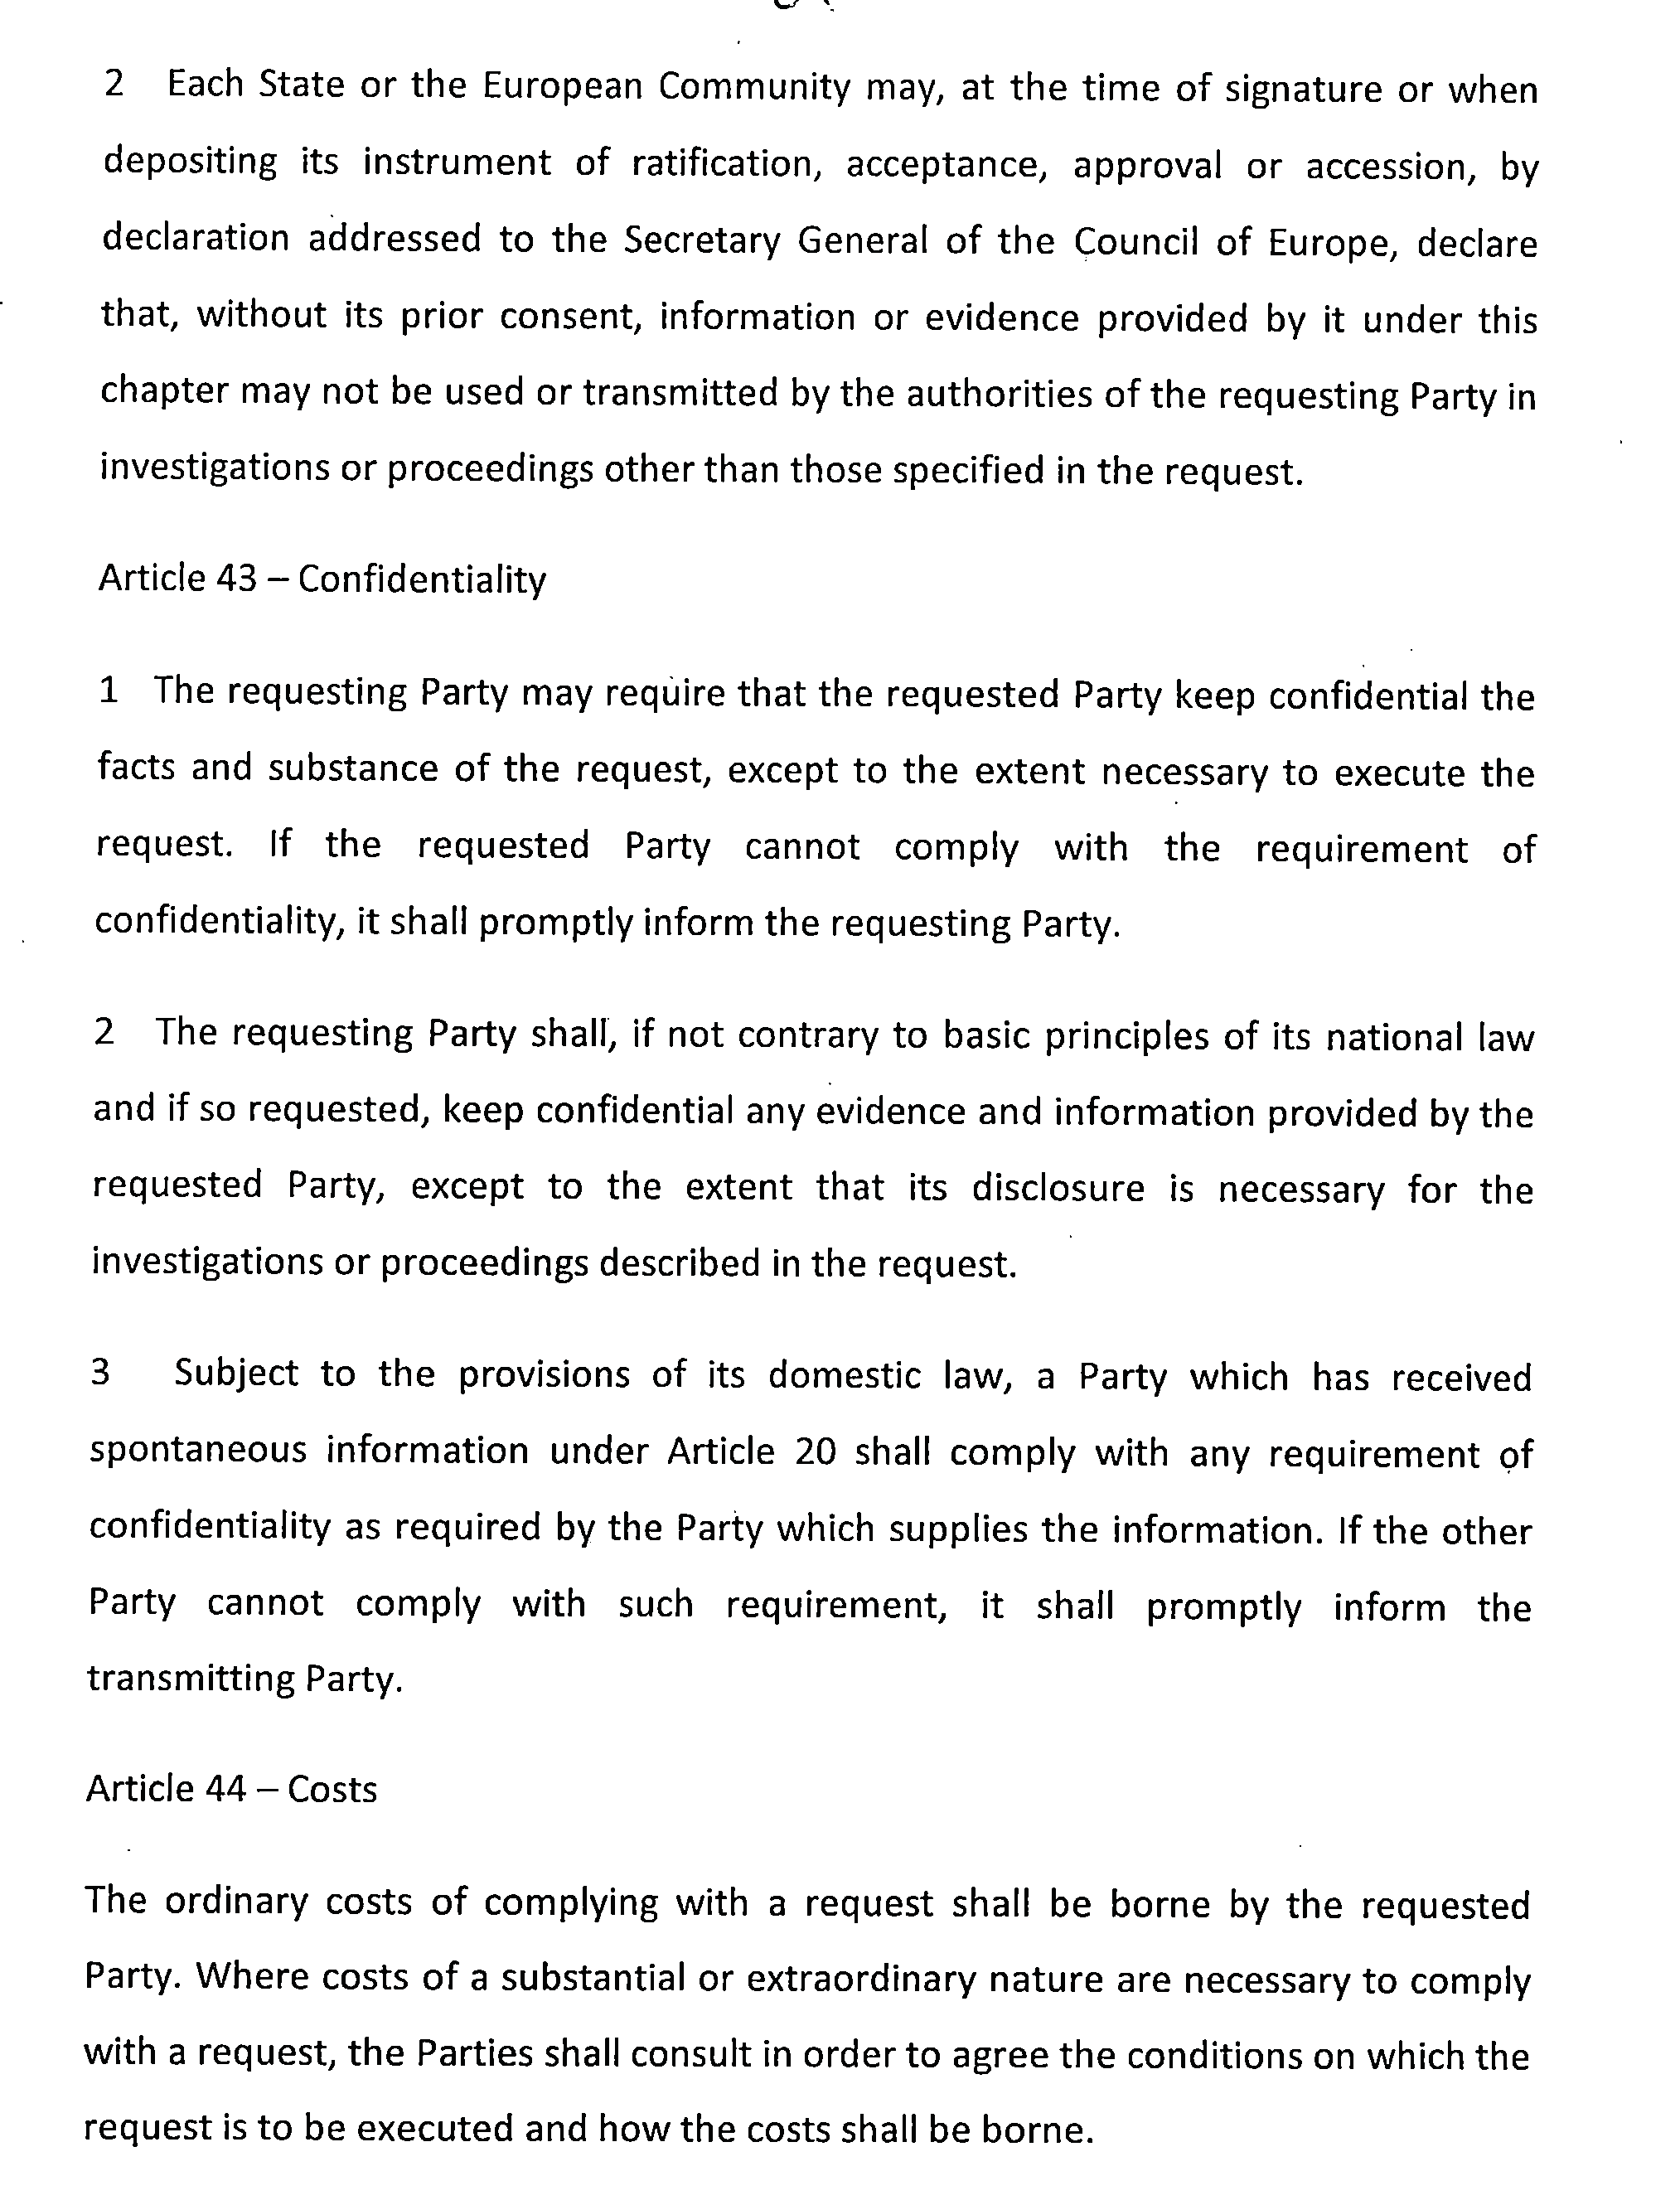 2 Each State or the European Community may, at the time of signature or when
depositing its instrument of ratification, acceptance, approval or accession, by
declaration addressed to the Secretary General of the Council of Europe, declare
that, without its prior consent, information or evidence provided by it under this
chapter may not be used or transmitted by the authorities of the requesting Party in
investigations or proceedings other than those specified in the request.
Article 43 – Confidentiality
1 The requesting Party may require that the requested Party keep confidential the
facts and substance of the request, except to the extent necessary to execute the
request. If the requested Party cannot comply with the requirement of
confidentiality, it shall promptly inform the requesting Party.
2 The requesting Party shall, if not contrary to basic principles of its national law
and if so requested, keep confidential any evidence and information provided by the
requested Party, except to the extent that its disclosure is necessary for the
investigations or proceedings described in the request.
3 Subject to the provisions of its domestic law, a Party which has received
spontaneous information under Article 20 shall comply with any requirement of
confidentiality as required by the Party which supplies the information. If the other
Party cannot comply with such requirement, it shall promptly inform the
transmitting Party.
Article 44 – Costs
The ordinary costs of complying with a request shall be borne by the requested
Party. Where costs of a substantial or extraordinary nature are necessary to comply
with a request, the Parties shall consult in order to agree the conditions on which the
request is to be executed and how the costs shall be borne.